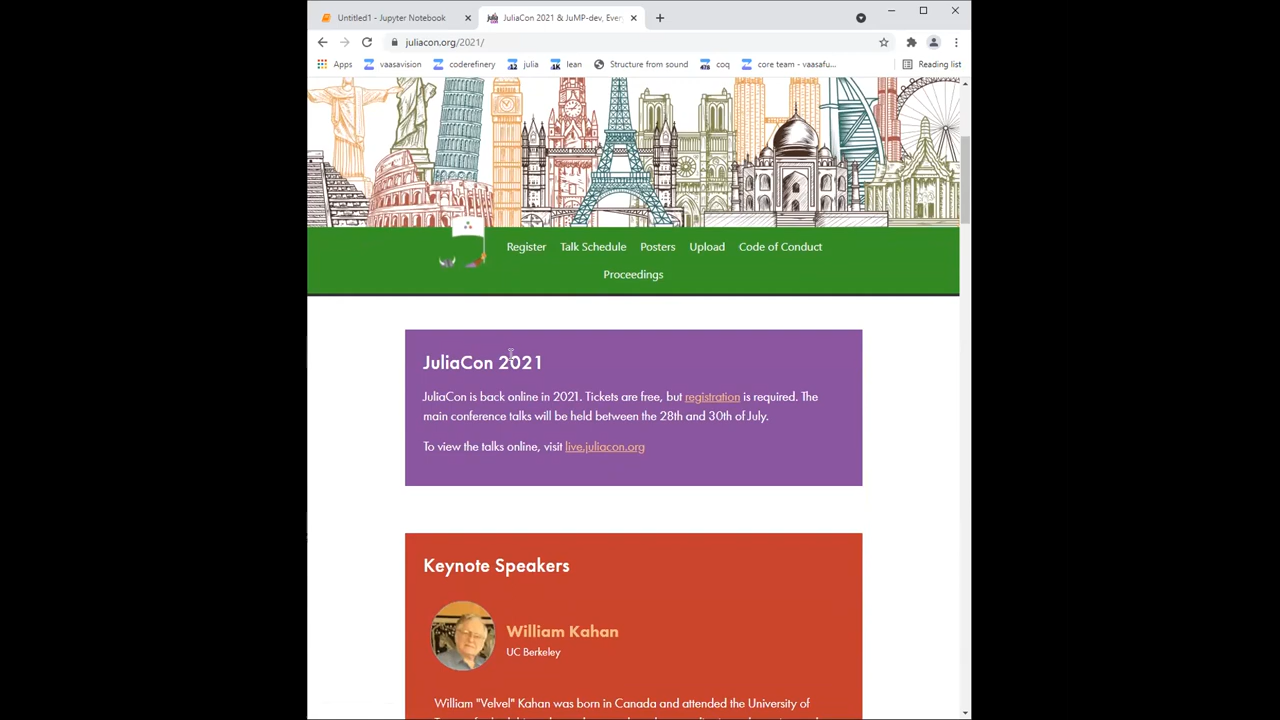 Untitled1 - Jupyter Notebook
JuliaCon 2021 & JuMP-dev, Every
juliacon.org/2021/
Apps vaasavision coderefinery 12 julia 1K lean Structure from sound 475 coq core team - vaasafu... Reading list
Register Talk Schedule Posters Upload Code of Conduct
Proceedings
JuliaCon 2021
JuliaCon is back online in 2021. Tickets are free, but registration is required. The
main conference talks will be held between the 28th and 30th of July.
To view the talks online, visit live.juliacon.org
Keynote Speakers
William Kahan
UC Berkeley
William "Velvel" Kahan was born in Canada and attended the University of